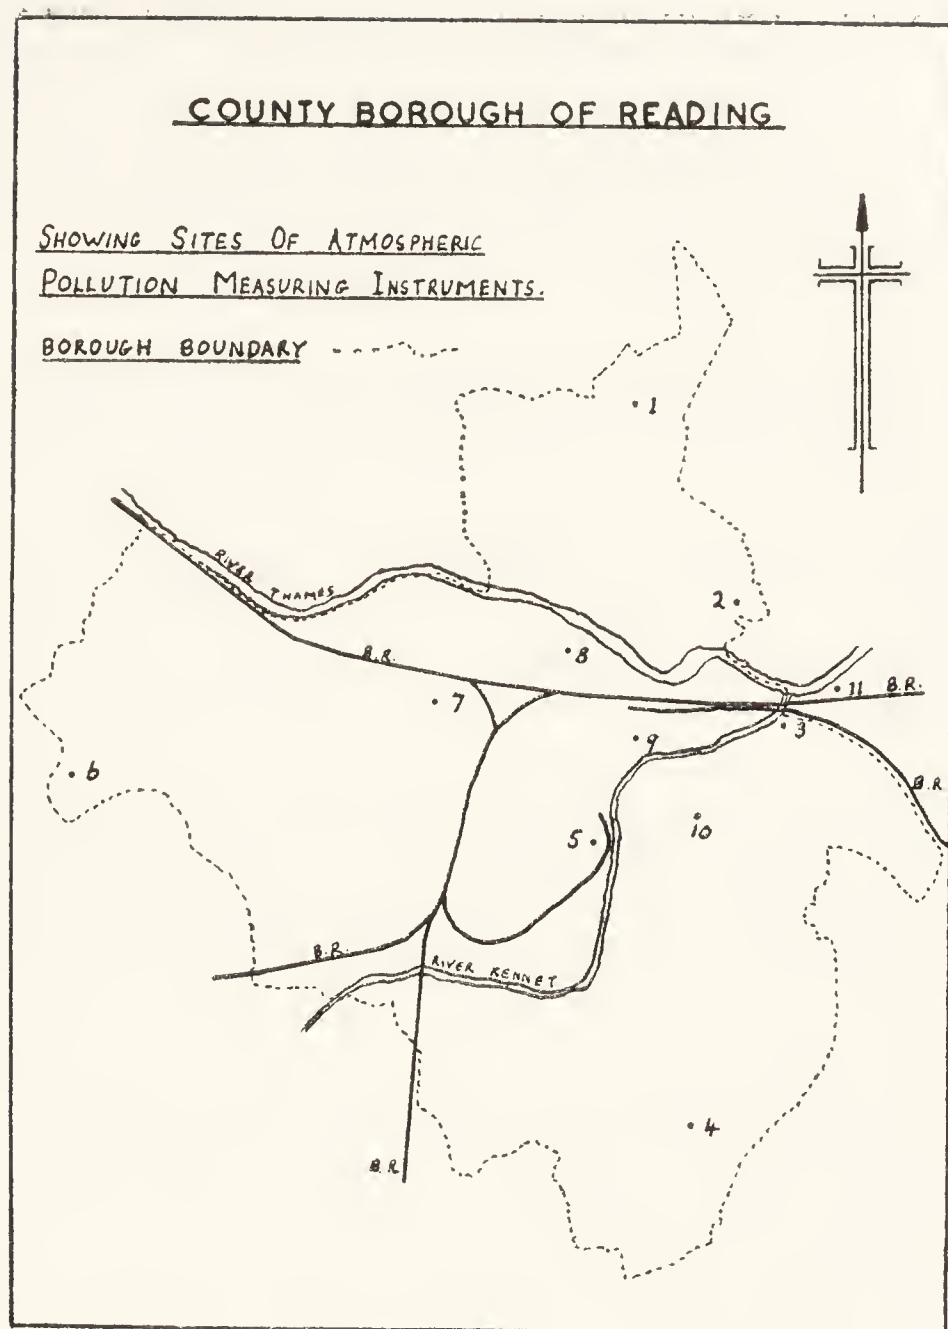 COUNTY BOROUGH OF READING
SHOWING SITES OF ATMOSPHERIC
POLLUTION MEASURING INSTRUMENTS.
BOROUGH BOUNDARY
1
RIVER THAMES
2
B.R.
8
7
11 B.R.
3
9
6
B.R
10
5
B.R.
RIVER KENNET
4
B.R